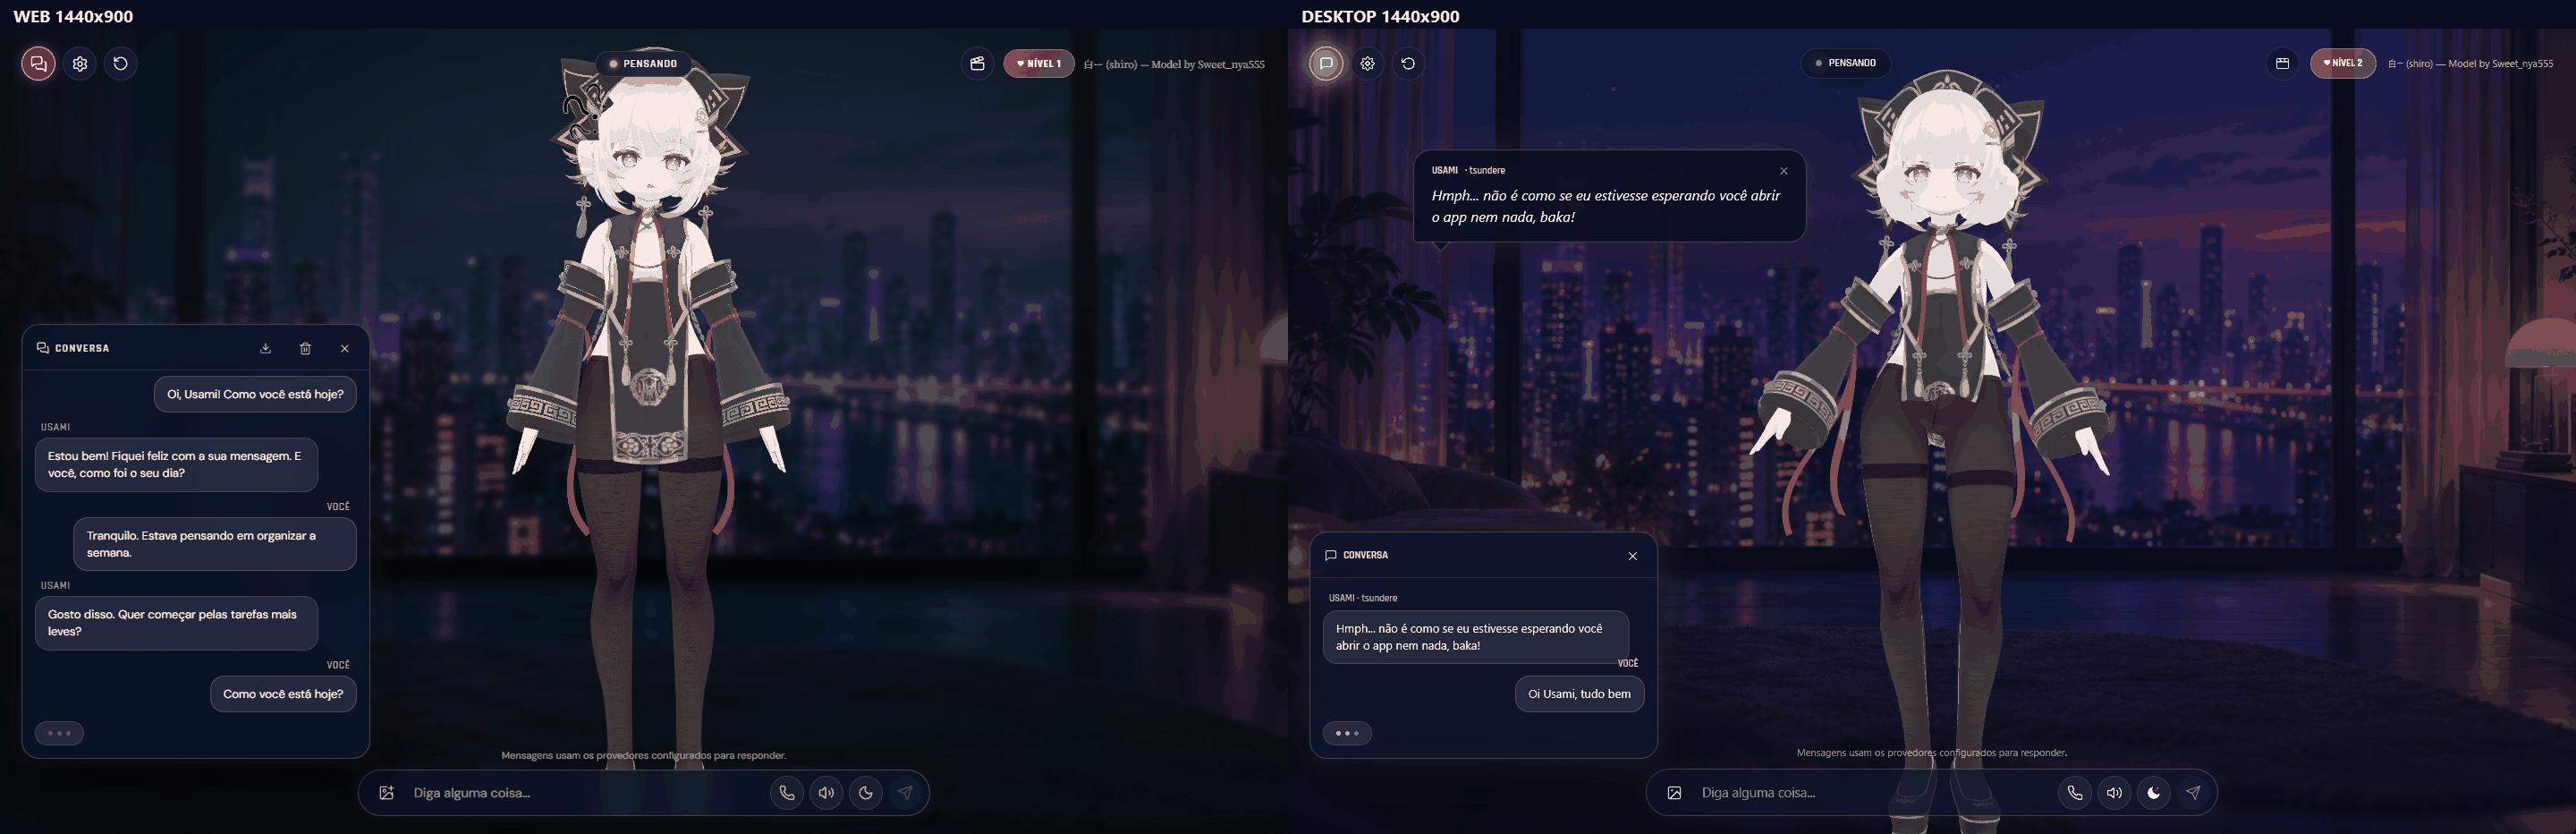 WEB 1440x900
PENSANDO
NÍVEL 1
白一 (shiro) — Model by Sweet_nya555
CONVERSA
Oi, Usami! Como você está hoje?
USAMI
Estou bem! Fiquei feliz com a sua mensagem. E
você, como foi o seu dia?
VOCÊ
Tranquilo. Estava pensando em organizar a
semana.
USAMI
Gosto disso. Quer começar pelas tarefas mais
leves?
VOCÊ
Como você está hoje?
Mensagens usam os provedores configurados para responder.
Diga alguma coisa...
DESKTOP 1440x900
PENSANDO
NÍVEL 2
白一 (shiro) — Model by Sweet_nya555
USAMI · tsundere
Hmph... não é como se eu estivesse esperando você abrir
o app nem nada, baka!
CONVERSA
USAMI · tsundere
Hmph... não é como se eu estivesse esperando você
abrir o app nem nada, baka!
VOCÊ
Oi Usami, tudo bem
Mensagens usam os provedores configurados para responder.
Diga alguma coisa...